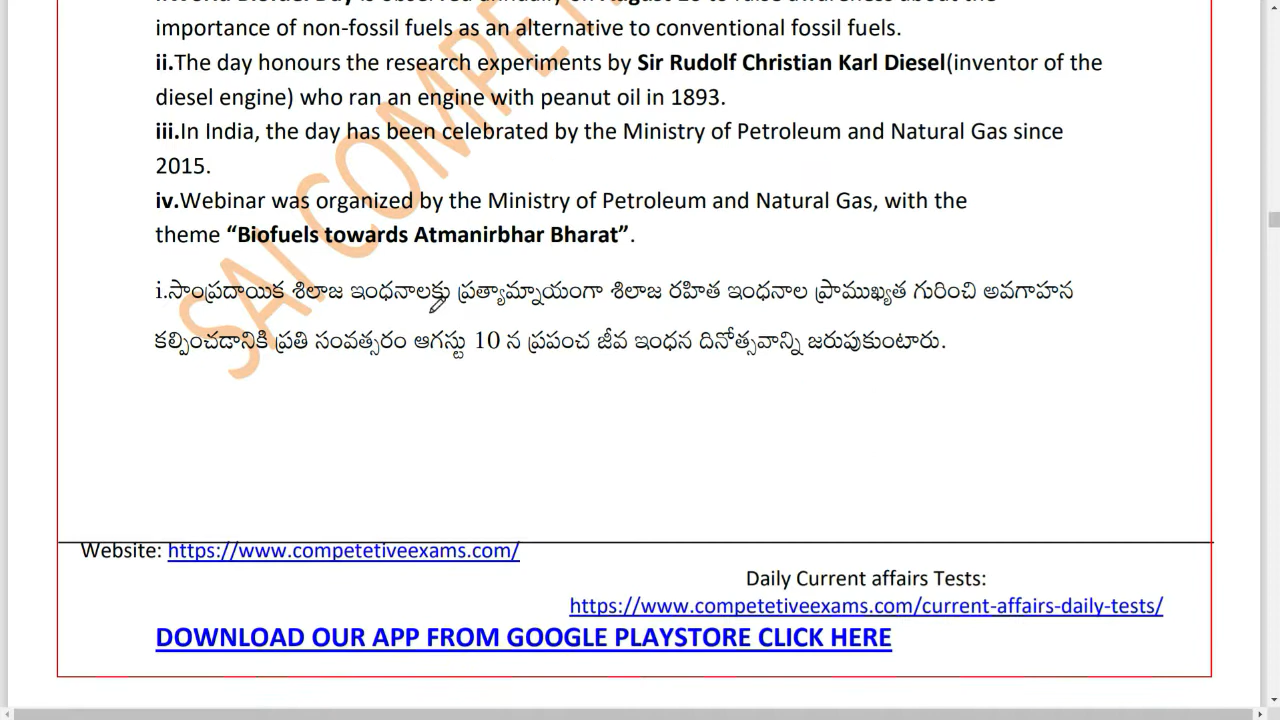 importance of non-fossil fuels as an alternative to conventional fossil fuels.
ii.The day honours the research experiments by Sir Rudolf Christian Karl Diesel(inventor of the
diesel engine) who ran an engine with peanut oil in 1893.
iii.In India, the day has been celebrated by the Ministry of Petroleum and Natural Gas since
2015.
iv.Webinar was organized by the Ministry of Petroleum and Natural Gas, with the
theme “Biofuels towards Atmanirbhar Bharat”.
i.సాంప్రదాయిక శిలాజ ఇంధనాలకు ప్రత్యామ్నాయంగా శిలాజ రహిత ఇంధనాల ప్రాముఖ్యత గురించి అవగాహన
కల్పించడానికి ప్రతి సంవత్సరం ఆగస్టు 10 న ప్రపంచ జీవ ఇంధన దినోత్సవాన్ని జరుపుకుంటారు.
SAI COMPET
Website: https://www.competetiveexams.com/
Daily Current affairs Tests:
https://www.competetiveexams.com/current-affairs-daily-tests/
DOWNLOAD OUR APP FROM GOOGLE PLAYSTORE CLICK HERE